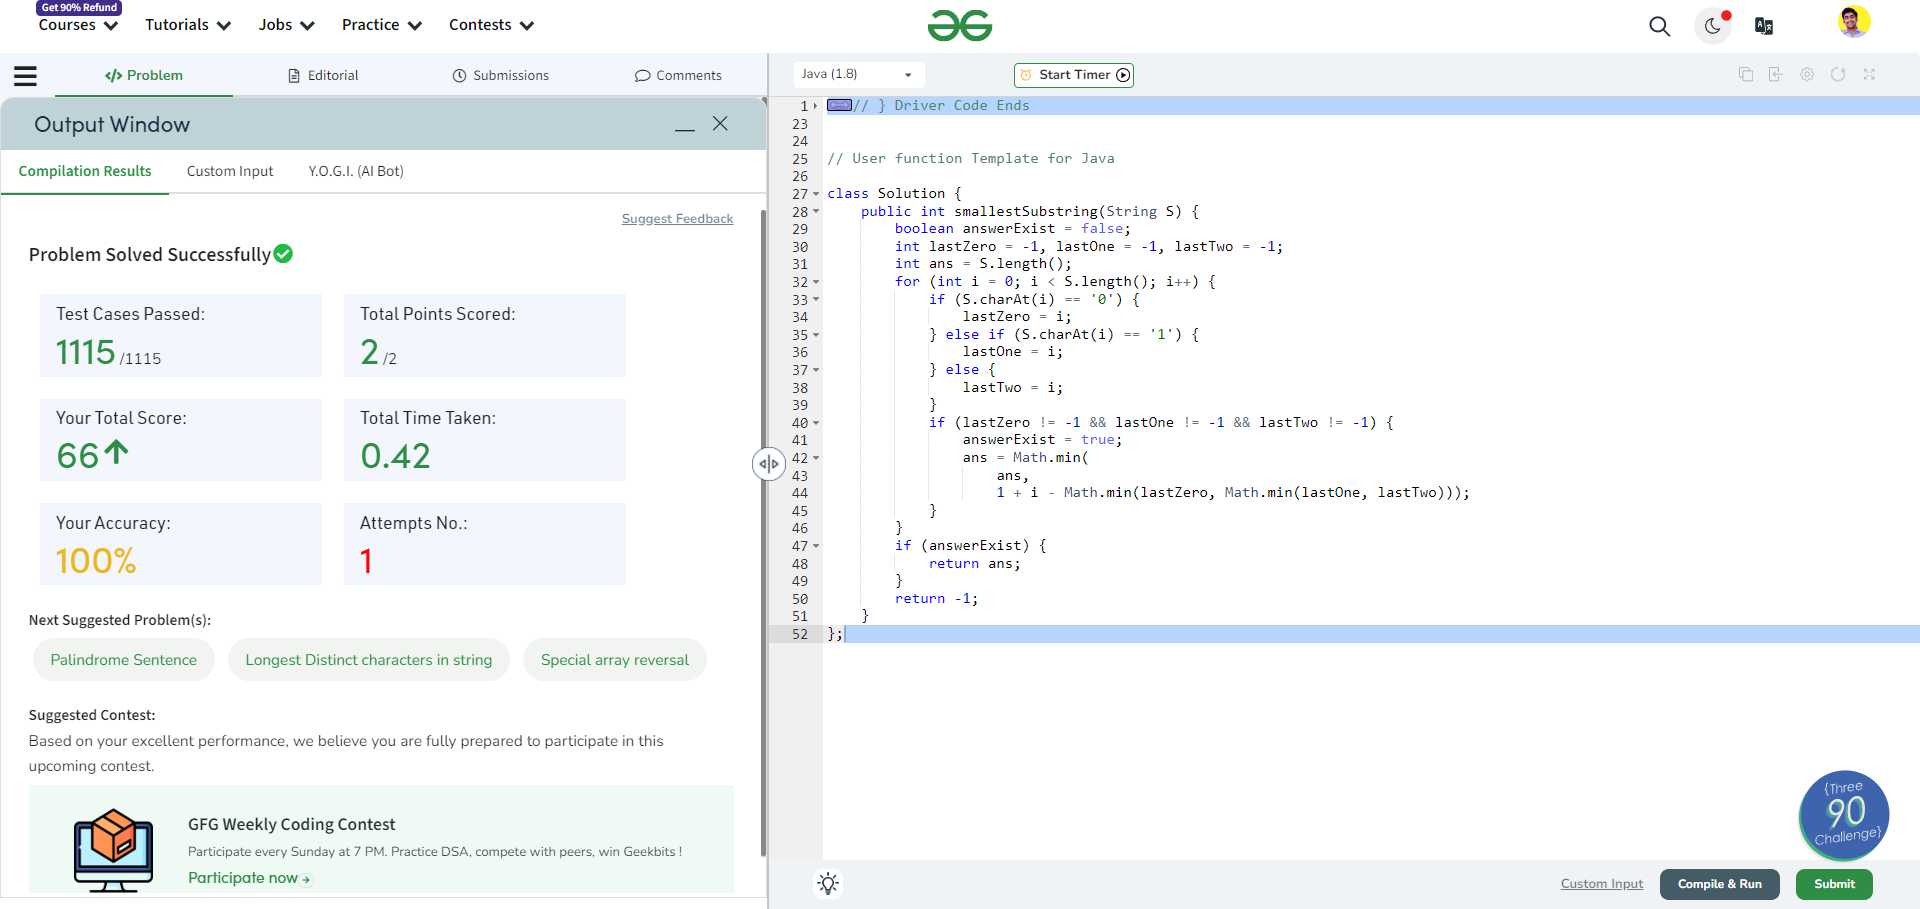 Get 90% Refund
Courses
Tutorials
Jobs
Practice
Contests
Problem
Editorial
Submissions
Comments
Output Window
Compilation Results
Custom Input
Y.O.G.I. (AI Bot)
Suggest Feedback
Problem Solved Successfully
Test Cases Passed:
1115 /1115
Total Points Scored:
2 /2
Your Total Score:
66
Total Time Taken:
0.42
Your Accuracy:
100%
Attempts No.:
1
Next Suggested Problem(s):
Palindrome Sentence
Longest Distinct characters in string
Special array reversal
Suggested Contest:
Based on your excellent performance, we believe you are fully prepared to participate in this
upcoming contest.
GFG Weekly Coding Contest
Participate every Sunday at 7 PM. Practice DSA, compete with peers, win Geekbits !
Participate now
Java (1.8)
Start Timer
1 // } Driver Code Ends
23
24
25 // User function Template for Java
26
27 class Solution {
28     public int smallestSubstring(String S) {
29         boolean answerExist = false;
30         int lastZero = -1, lastOne = -1, lastTwo = -1;
31         int ans = S.length();
32         for (int i = 0; i < S.length(); i++) {
33             if (S.charAt(i) == '0') {
34                 lastZero = i;
35             } else if (S.charAt(i) == '1') {
36                 lastOne = i;
37             } else {
38                 lastTwo = i;
39             }
40             if (lastZero != -1 && lastOne != -1 && lastTwo != -1) {
41                 answerExist = true;
42                 ans = Math.min(
43                     ans,
44                     1 + i - Math.min(lastZero, Math.min(lastOne, lastTwo)));
45             }
46         }
47         if (answerExist) {
48             return ans;
49         }
50         return -1;
51     }
52 };
{Three
90
Challenge}
Custom Input
Compile & Run
Submit